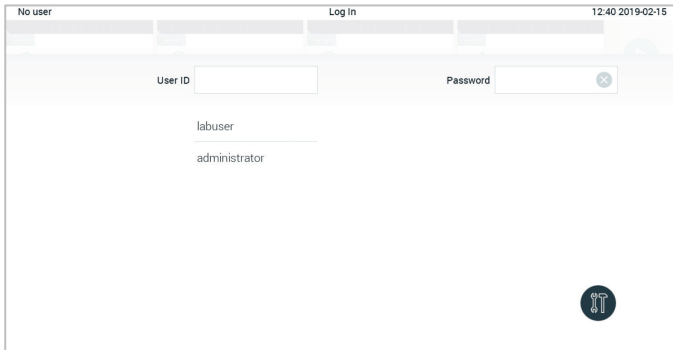 No user Log In 12:40 2019-02-15
User ID Password
labuser
administrator